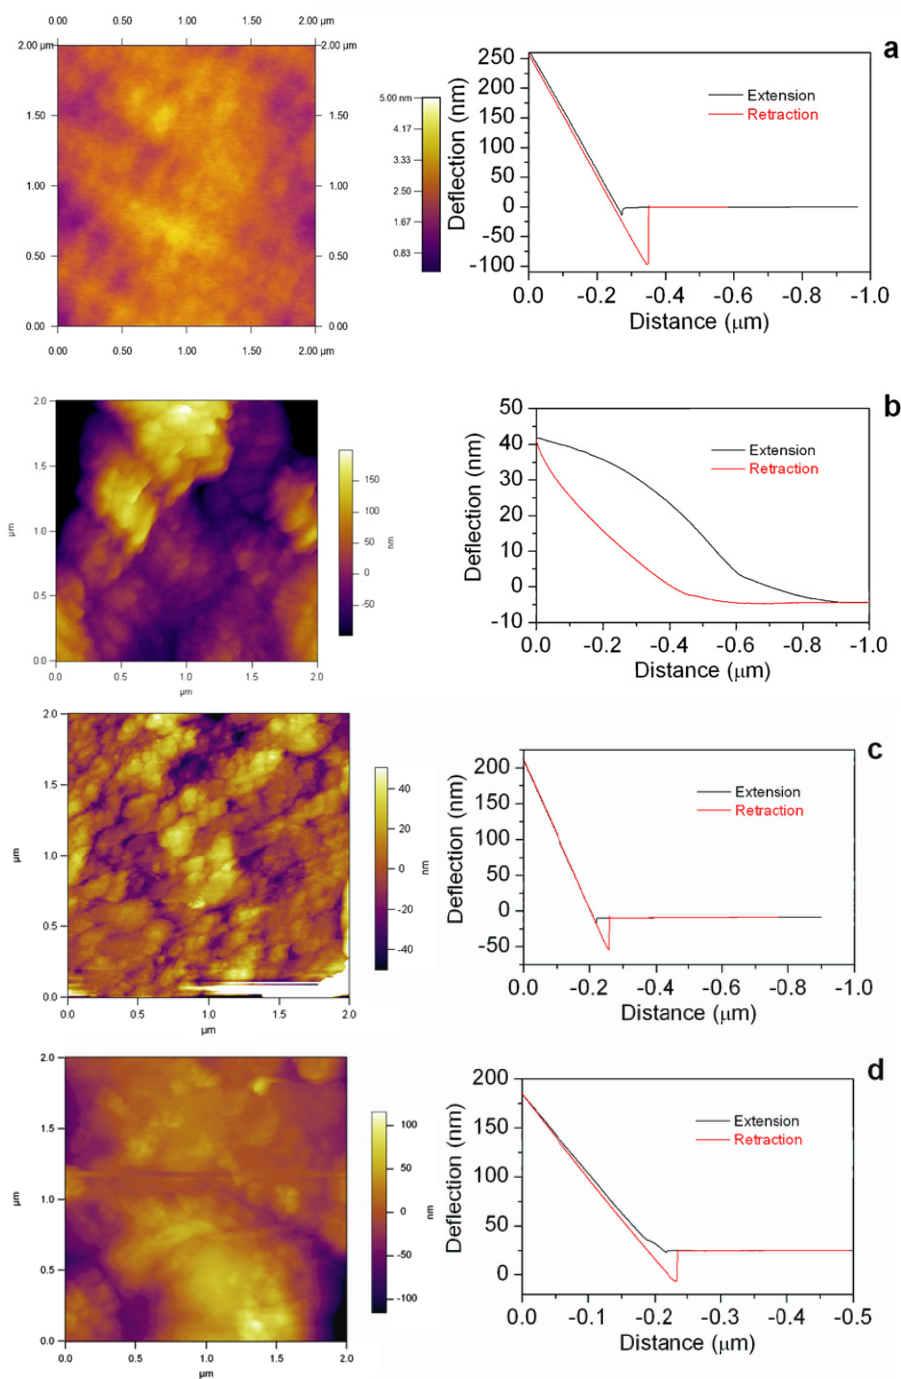 0.00 0.50 1.00 1.50 2.00 µm
2.00 µm 2.00 µm
1.50 1.50
1.00 1.00
0.50 0.50
0.00 0.00
0.00 0.50 1.00 1.50 2.00 µm
5.00 nm
4.17
3.33
2.50
1.67
0.83
a
Deflection (nm)
250
200
150
100
50
0
-50
-100
Extension
Retraction
0.0 -0.2 -0.4 -0.6 -0.8 -1.0
Distance (µm)
2.0
1.5
1.0
0.5
0.0
µm
0.0 0.5 1.0 1.5 2.0
µm
150
100
50
0
-50
nm
b
Deflection (nm)
50
40
30
20
10
0
-10
Extension
Retraction
0.0 -0.2 -0.4 -0.6 -0.8 -1.0
Distance (µm)
2.0
1.5
1.0
0.5
0.0
µm
0.0 0.5 1.0 1.5 2.0
µm
40
20
0
-20
-40
nm
c
Deflection (nm)
200
150
100
50
0
-50
Extension
Retraction
0.0 -0.2 -0.4 -0.6 -0.8 -1.0
Distance (µm)
2.0
1.5
1.0
0.5
0.0
µm
0.0 0.5 1.0 1.5 2.0
µm
100
50
0
-50
-100
nm
d
Deflection (nm)
200
150
100
50
0
Extension
Retraction
0.0 -0.1 -0.2 -0.3 -0.4 -0.5
Distance (µm)